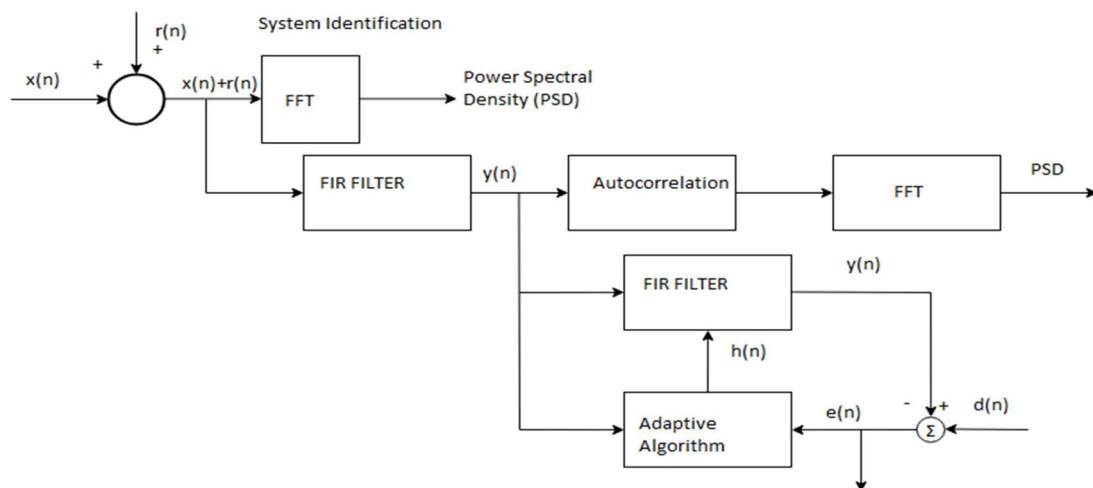 r(n)
System Identification
+
+
x(n)
x(n)+r(n)
FFT
Power Spectral
Density (PSD)
FIR FILTER
y(n)
Autocorrelation
FFT
PSD
FIR FILTER
y(n)
h(n)
Adaptive
Algorithm
e(n)
-
+
d(n)
Σ